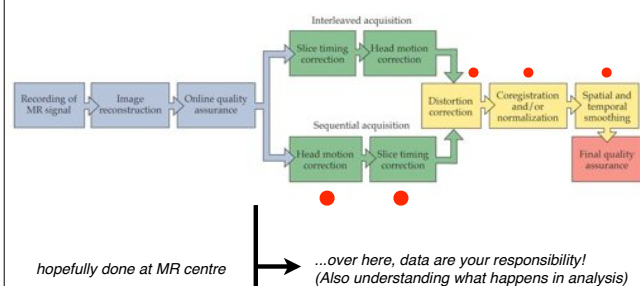 Interleaved acquisition
Slice timing
correction
Head motion
correction
Recording of
MR signal
Image
reconstruction
Online quality
assurance
Distortion
correction
Coregistration
and/or
normalization
Spatial and
temporal
smoothing
Sequential acquisition
Head motion
correction
Slice timing
correction
Final quality
assurance
hopefully done at MR centre
...over here, data are your responsibility!
(Also understanding what happens in analysis)